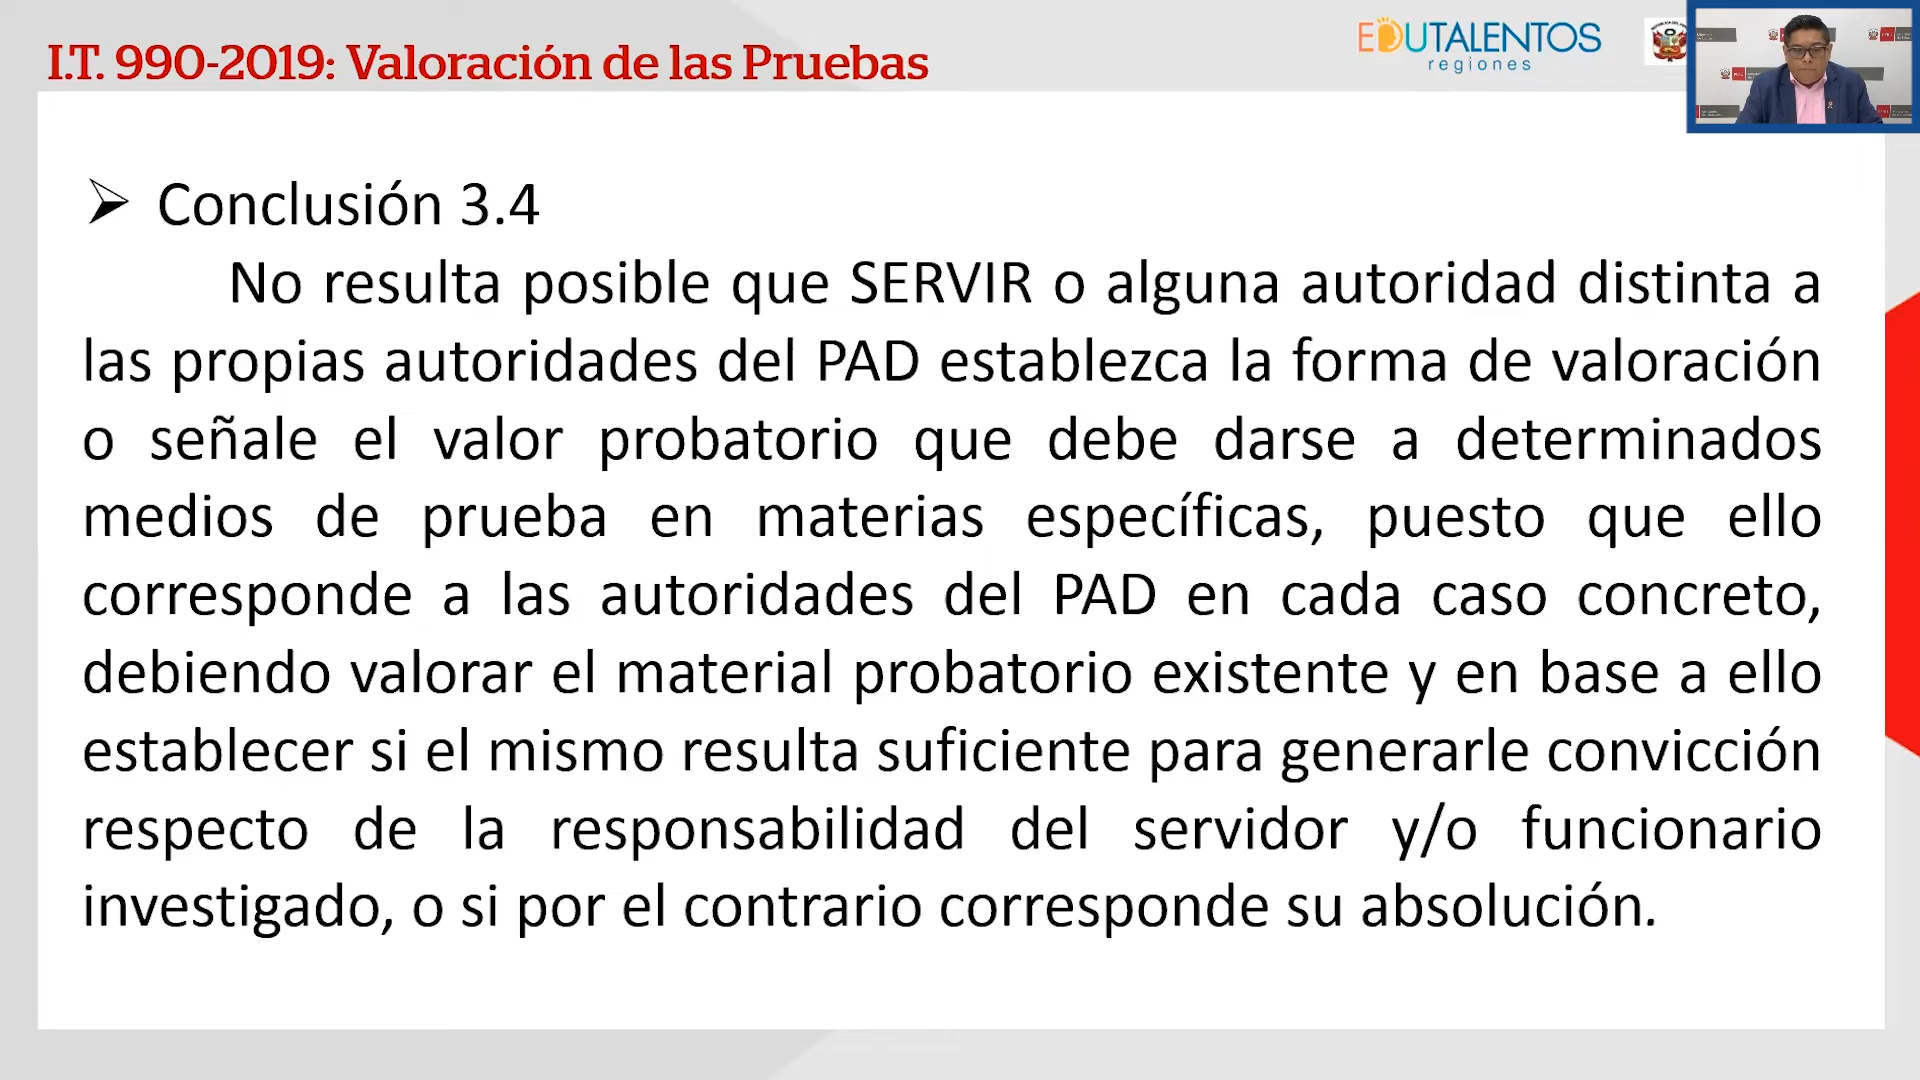 I.T. 990-2019: Valoración de las Pruebas
EDUTALENTOS
regiones
➢ Conclusión 3.4
No resulta posible que SERVIR o alguna autoridad distinta a
las propias autoridades del PAD establezca la forma de valoración
o señale el valor probatorio que debe darse a determinados
medios de prueba en materias específicas, puesto que ello
corresponde a las autoridades del PAD en cada caso concreto,
debiendo valorar el material probatorio existente y en base a ello
establecer si el mismo resulta suficiente para generarle convicción
respecto de la responsabilidad del servidor y/o funcionario
investigado, o si por el contrario corresponde su absolución.